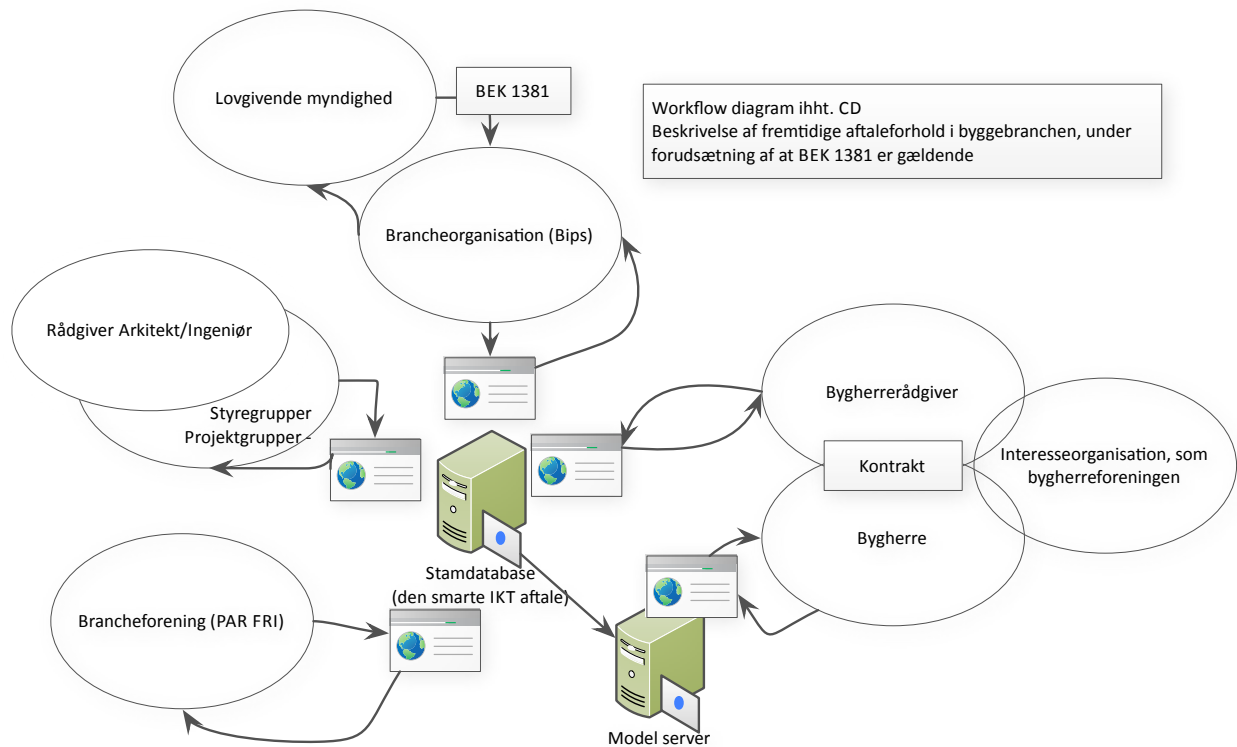 Lovgivende myndighed
BEK 1381
Workflow diagram ihht. CD
Beskrivelse af fremtidige aftaleforhold i byggebranchen, under
forudsætning af at BEK 1381 er gældende
Brancheorganisation (Bips)
Rådgiver Arkitekt/Ingeniør
Styregrupper
Projektgrupper -
Bygherrerådgiver
Kontrakt
Interesseorganisation, som
bygherreforeningen
Bygherre
Stamdatabase
(den smarte IKT aftale)
Brancheforening (PAR FRI)
Model server